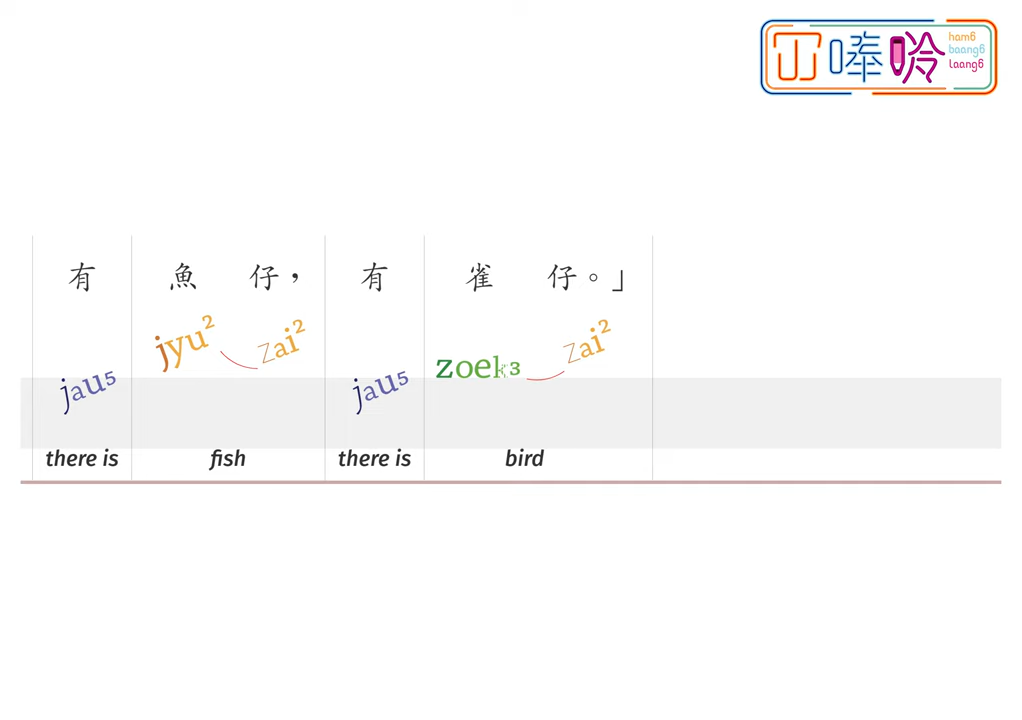 冚唪唥
ham6
baang6
laang6
有 魚 仔， 有 雀 仔。」
jyu² zai² zoek³ zai²
jau⁵ jau⁵
there is fish there is bird